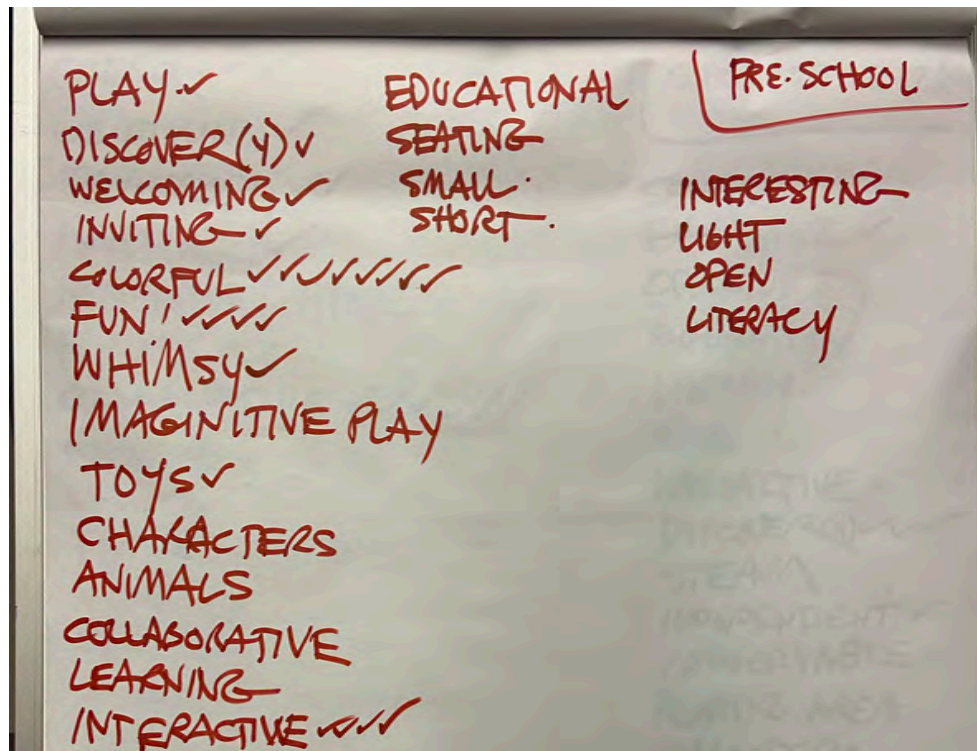 PLAY ✓
DISCOVER(Y) ✓
WELCOMING ✓
INVITING ✓
COLORFUL ✓✓✓✓✓✓✓
FUN! ✓✓✓✓
WHIMSY ✓
IMAGINITIVE PLAY
TOYS ✓
CHARACTERS
ANIMALS
COLLABORATIVE
LEARNING
INTERACTIVE ✓✓✓
EDUCATIONAL
SEATING
SMALL.
SHORT.
PRE-SCHOOL
INTERESTING
LIGHT
OPEN
LITERACY